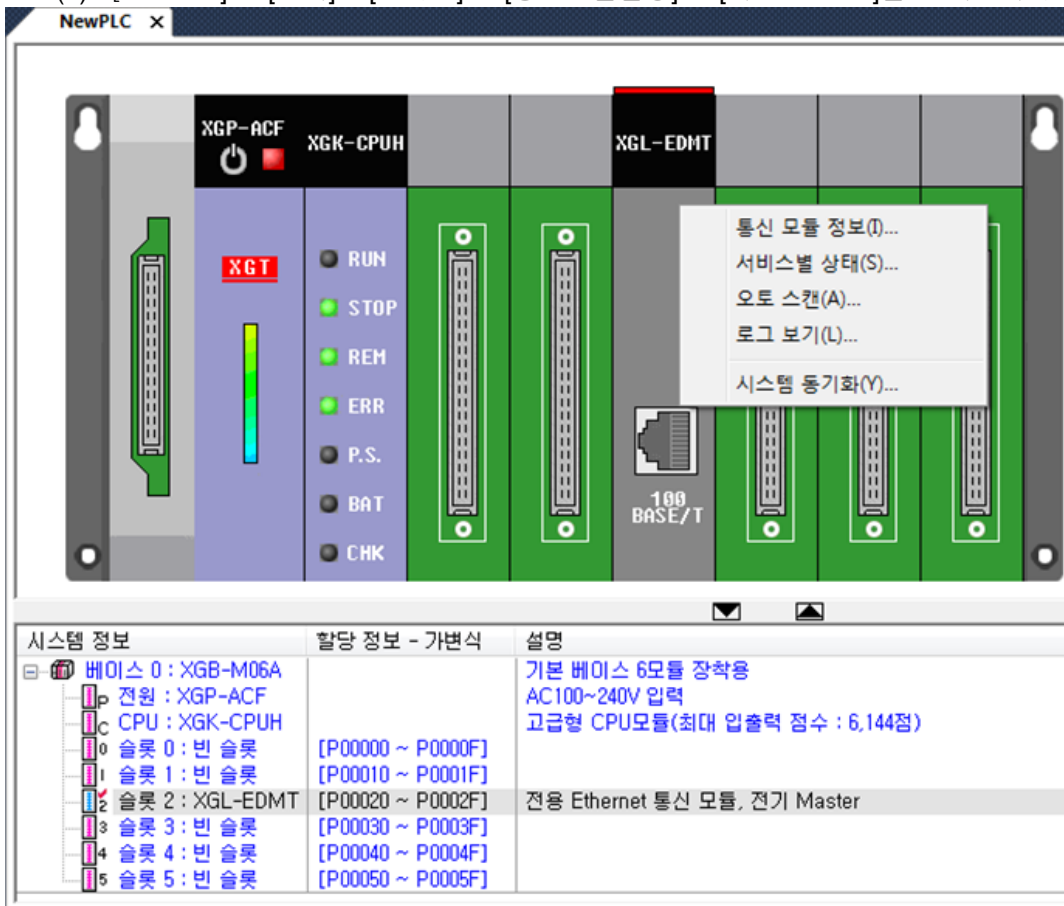 NewPLC X
XGP-ACF
XGK-CPUH
XGL-EDMT
XGT
RUN
STOP
REM
ERR
P.S.
BAT
CHK
100
BASE/T
통신 모듈 정보(I)...
서비스별 상태(S)...
오토 스캔(A)...
로그 보기(L)...
시스템 동기화(Y)...
시스템 정보 할당 정보 - 가변식 설명
베이스 0 : XGB-M06A 기본 베이스 6모듈 장착용
P 전원 : XGP-ACF AC100~240V 입력
C CPU : XGK-CPUH 고급형 CPU모듈(최대 입출력 점수 : 6,144점)
0 슬롯 0 : 빈 슬롯 [P00000 ~ P0000F]
1 슬롯 1 : 빈 슬롯 [P00010 ~ P0001F]
2 슬롯 2 : XGL-EDMT [P00020 ~ P0002F] 전용 Ethernet 통신 모듈, 전기 Master
3 슬롯 3 : 빈 슬롯 [P00030 ~ P0003F]
4 슬롯 4 : 빈 슬롯 [P00040 ~ P0004F]
5 슬롯 5 : 빈 슬롯 [P00050 ~ P0005F]